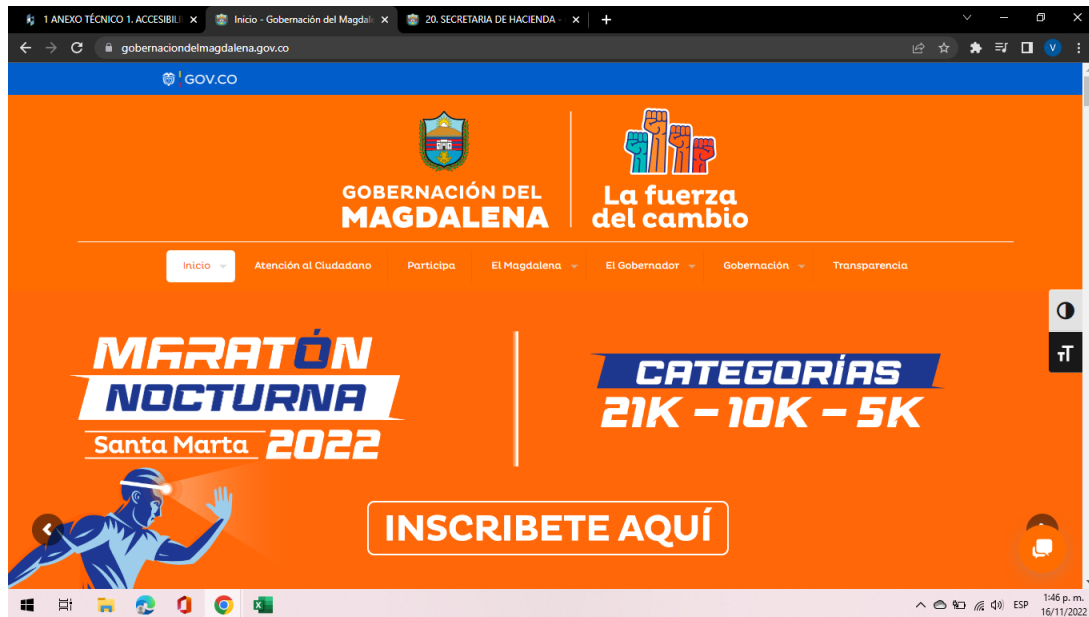 1 ANEXO TÉCNICO 1. ACCESIBILI
Inicio - Gobernación del Magdale
20. SECRETARIA DE HACIENDA -
gobernaciondelmagdalena.gov.co
V
GOV.CO
GOBERNACIÓN DEL
MAGDALENA
La fuerza
del cambio
Inicio
Atención al Ciudadano
Participa
El Magdalena
El Gobernador
Gobernación
Transparencia
MARATÓN
NOCTURNA
Santa Marta 2022
CATEGORÍAS
21K – 10K – 5K
INSCRIBETE AQUÍ
ESP
1:46 p. m.
16/11/2022